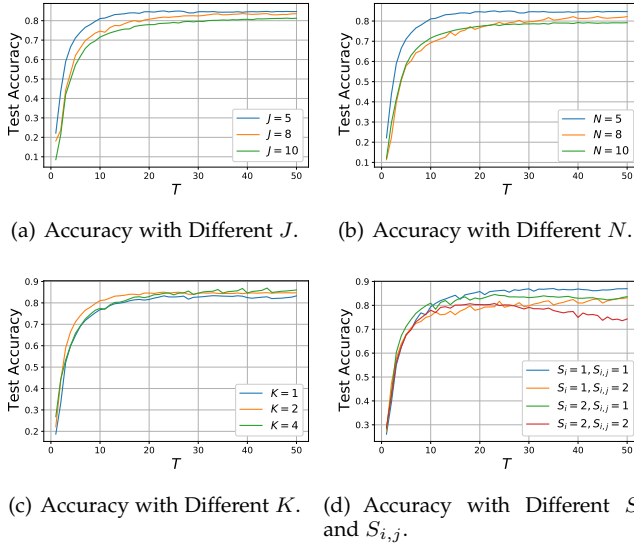 0.8
0.7
0.6
0.5
0.4
0.3
0.2
0.1
Test Accuracy
0 10 20 30 40 50
T
J = 5
J = 8
J = 10
(a) Accuracy with Different J.
0.8
0.7
0.6
0.5
0.4
0.3
0.2
0.1
Test Accuracy
0 10 20 30 40 50
T
N = 5
N = 8
N = 10
(b) Accuracy with Different N.
0.9
0.8
0.7
0.6
0.5
0.4
0.3
0.2
Test Accuracy
0 10 20 30 40 50
T
K = 1
K = 2
K = 4
(c) Accuracy with Different K.
0.9
0.8
0.7
0.6
0.5
0.4
0.3
Test Accuracy
0 10 20 30 40 50
T
S_i = 1, S_{i,j} = 1
S_i = 1, S_{i,j} = 2
S_i = 2, S_{i,j} = 1
S_i = 2, S_{i,j} = 2
(d) Accuracy with Different S
and S_{i,j}.